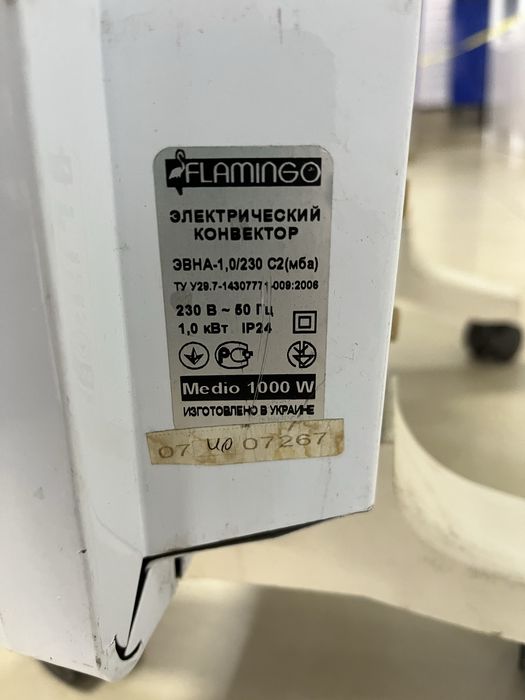 FLAMINGO
ЭЛЕКТРИЧЕСКИЙ
КОНВЕКТОР
ЭВНА-1,0/230 С2(мба)
ТУ У29.7-14307771-009:2006
230 В ~ 50 Гц
1,0 кВт IP24
Medio 1000 W
ИЗГОТОВЛЕНО В УКРАИНЕ
07 ию 07267